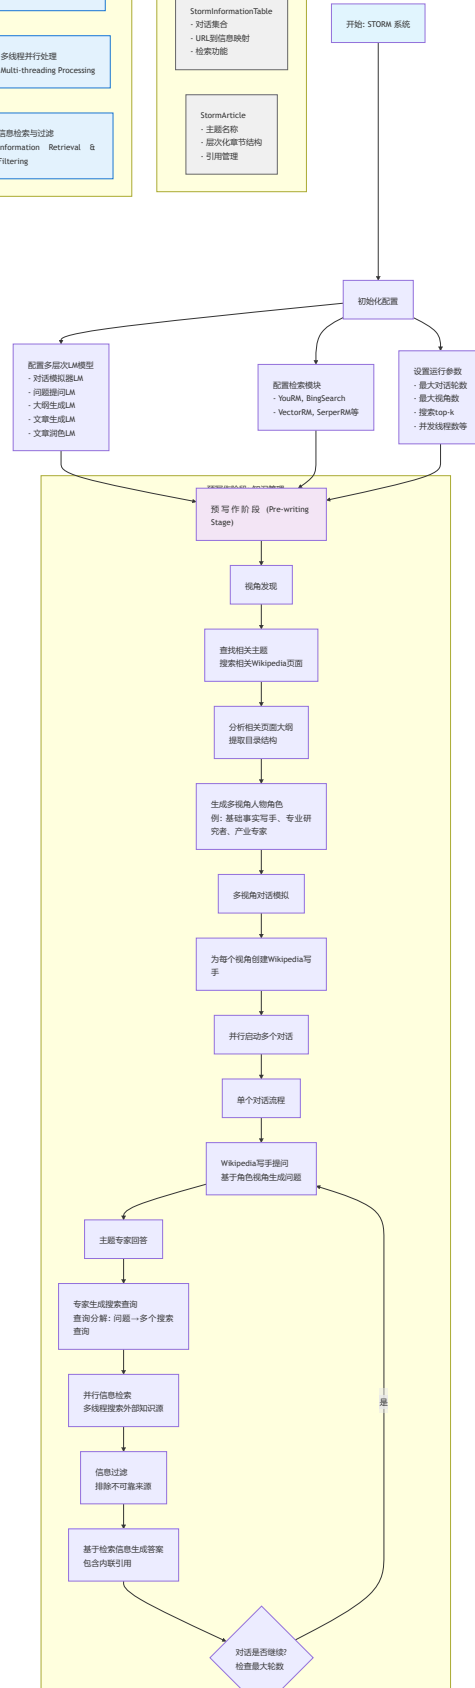 多线程并行处理
Multi-threading Processing
信息检索与过滤
Information Retrieval &
Filtering
StormInformationTable
- 对话集合
- URL到信息映射
- 检索功能
StormArticle
- 主题名称
- 层次化章节结构
- 引用管理
开始: STORM 系统
初始化配置
配置多层次LM模型
- 对话模拟器LM
- 问题提问LM
- 大纲生成LM
- 文章生成LM
- 文章润色LM
配置检索模块
- YouRM, BingSearch
- VectorRM, SerperRM等
设置运行参数
- 最大对话轮数
- 最大视角数
- 搜索top-k
- 并发线程数等
预写作阶段 (Pre-writing
Stage)
视角发现
查找相关主题
搜索相关Wikipedia页面
分析相关页面大纲
提取目录结构
生成多视角人物角色
例: 基础事实写手、专业研
究者、产业专家
多视角对话模拟
为每个视角创建Wikipedia写
手
并行启动多个对话
单个对话流程
Wikipedia写手提问
基于角色视角生成问题
主题专家回答
专家生成搜索查询
查询分解: 问题→多个搜索
查询
并行信息检索
多线程搜索外部知识源
是
信息过滤
排除不可靠来源
基于检索信息生成答案
包含内联引用
对话是否继续?
检查最大轮数